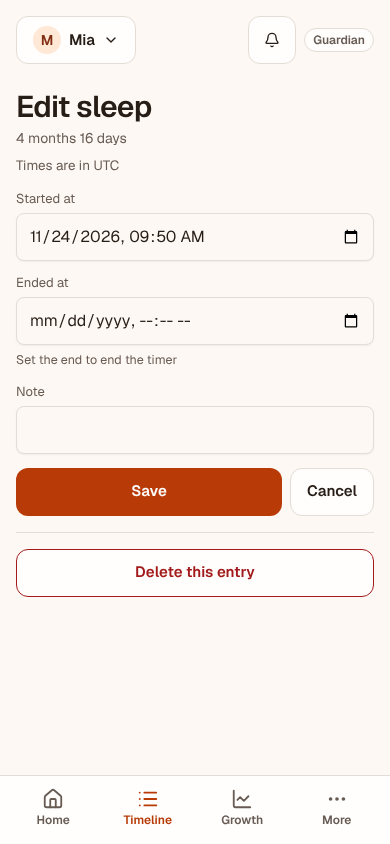 M Mia
Guardian
Edit sleep
4 months 16 days
Times are in UTC
Started at
11/24/2026, 09:50 AM
Ended at
mm/dd/yyyy, --:-- --
Set the end to end the timer
Note
Save
Cancel
Delete this entry
Home
Timeline
Growth
More